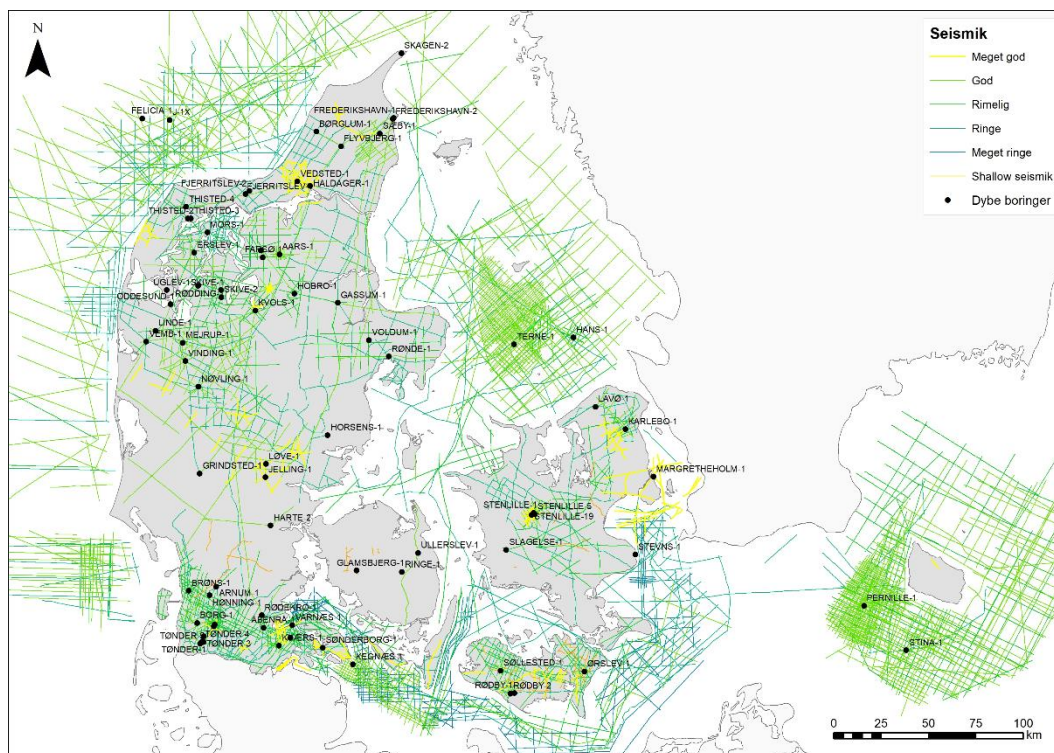 N
Seismik
Meget god
God
Rimelig
Ringe
Meget ringe
Shallow seismik
Dybe boringer
SKAGEN-2
FELICIA 1
J-1X
FREDERIKSHAVN-1
FREDERIKSHAVN-2
BØRGLUM-1
SÆBY-1
FLYVBJERG-1
VEDSTED-1
HALDAGER-1
FJERRITSLEV-2
FJERRITSLEV
THISTED-4
THISTED-2
THISTED-3
MORS-1
ERSLEV-1
FARSØ 1
AARS-1
UGLEV-1
SKIVE-1
SKIVE-2
ODDESUND-1
RØDDING
HOBRO-1
GASSUM-1
KVOLS-1
LINDE-1
VEMB-1
MEJRUP-1
VINDING-1
VOLDUM-1
RØNDE-1
TERNE-1
HANS-1
NØVLING-1
LAVØ-1
KARLEBO-1
HORSENS-1
LØVE-1
GRINDSTED-1
JELLING-1
MARGRETHEHOLM 1
STENLILLE 1
STENLILLE 5
STENLILLE-19
HARTE 2
SLAGELSE-1
STEVNS-1
ULLERSLEV-1
GLAMSBJERG-1
RINGE-1
BRØNS-1
ARNUM 1
HØNNING 1
PERNILLE-1
BORG-1
RØDEKRO-1
VARNÆS 1
TØNDER 4
TØNDER 3
TØNDER-1
KVÆRS-1
SØNDERBORG-1
KEGNÆS 1
STINA-1
SØLLESTED 1
ØRSLEV 1
RØDBY-1
RØDBY-2
0 12.5 25 50 75 100
km